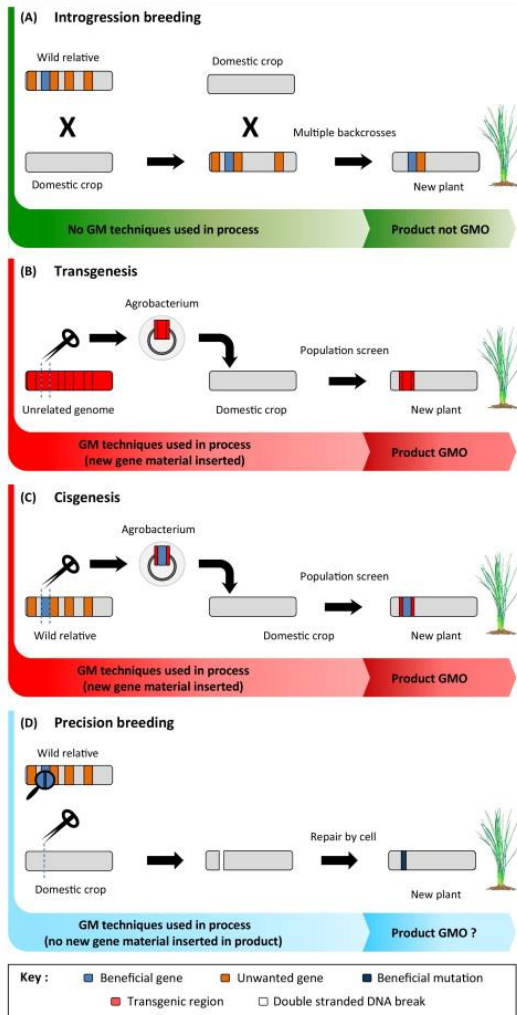 (A) Introgression breeding
Wild relative
Domestic crop
X
X
Multiple backcrosses
Domestic crop
New plant
No GM techniques used in process
Product not GMO
(B) Transgenesis
Agrobacterium
Population screen
Unrelated genome
Domestic crop
New plant
GM techniques used in process
(new gene material inserted)
Product GMO
(C) Cisgenesis
Agrobacterium
Population screen
Wild relative
Domestic crop
New plant
GM techniques used in process
(new gene material inserted)
Product GMO
(D) Precision breeding
Wild relative
Repair by cell
Domestic crop
New plant
GM techniques used in process
(no new gene material inserted in product)
Product GMO ?
Key : Beneficial gene Unwanted gene Beneficial mutation
Transgenic region Double stranded DNA break